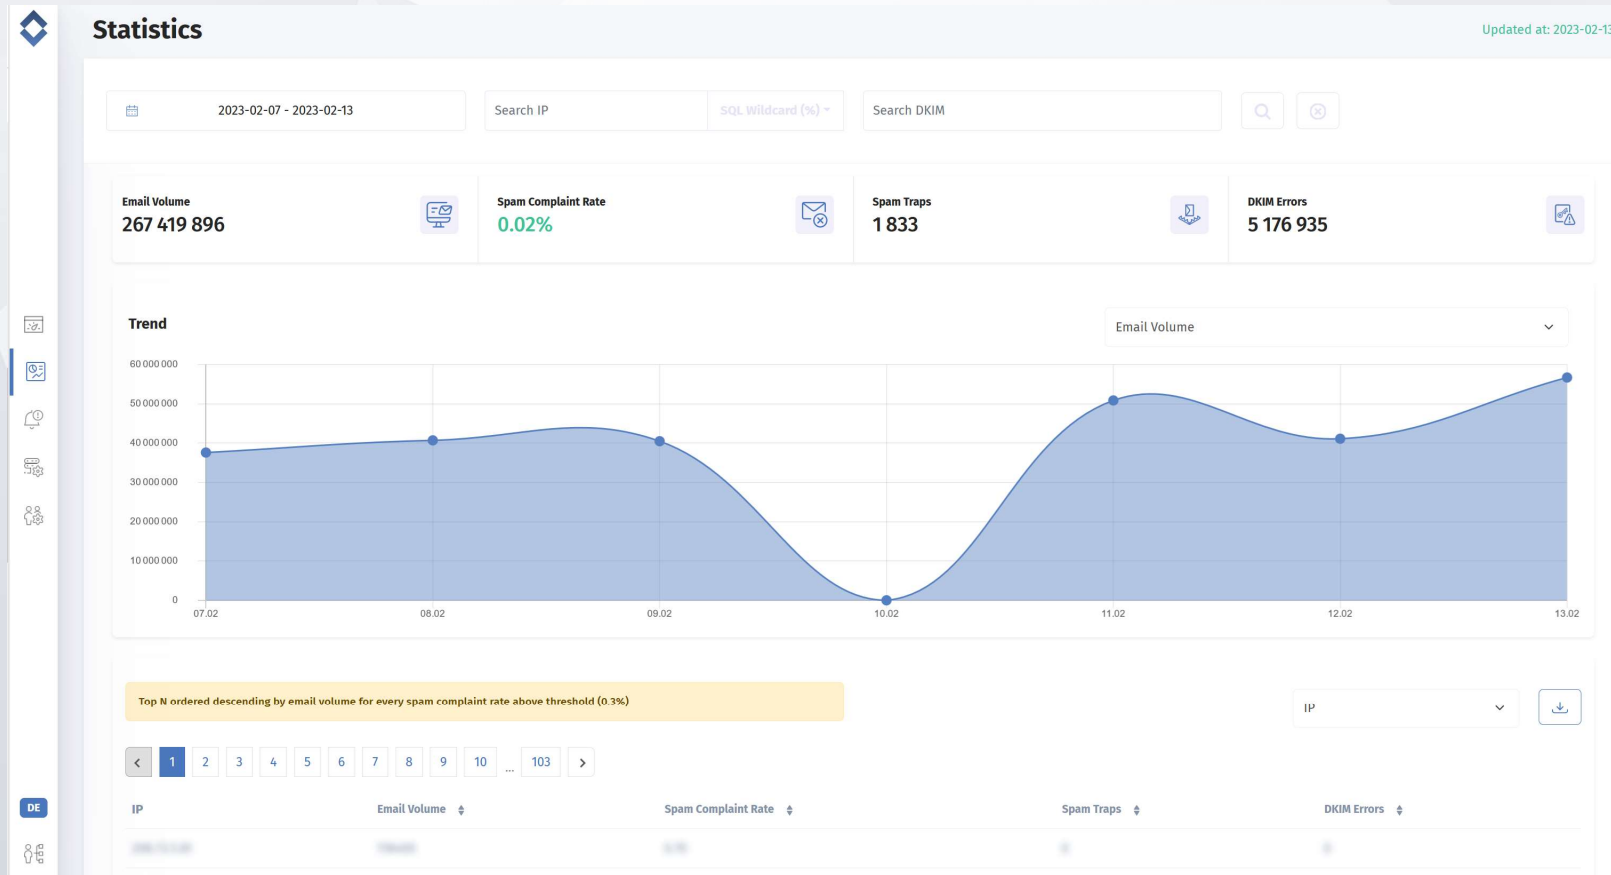 Statistics
Updated at: 2023-02-13
2023-02-07 - 2023-02-13
Search IP
SQL Wildcard (%)
Search DKIM
Email Volume
267 419 896
Spam Complaint Rate
0.02%
Spam Traps
1 833
DKIM Errors
5 176 935
Trend
Email Volume
60 000 000
50 000 000
40 000 000
30 000 000
20 000 000
10 000 000
0
07.02 08.02 09.02 10.02 11.02 12.02 13.02
Top N ordered descending by email volume for every spam complaint rate above threshold (0.3%)
IP
1 2 3 4 5 6 7 8 9 10 ... 103
IP Email Volume Spam Complaint Rate Spam Traps DKIM Errors
DE